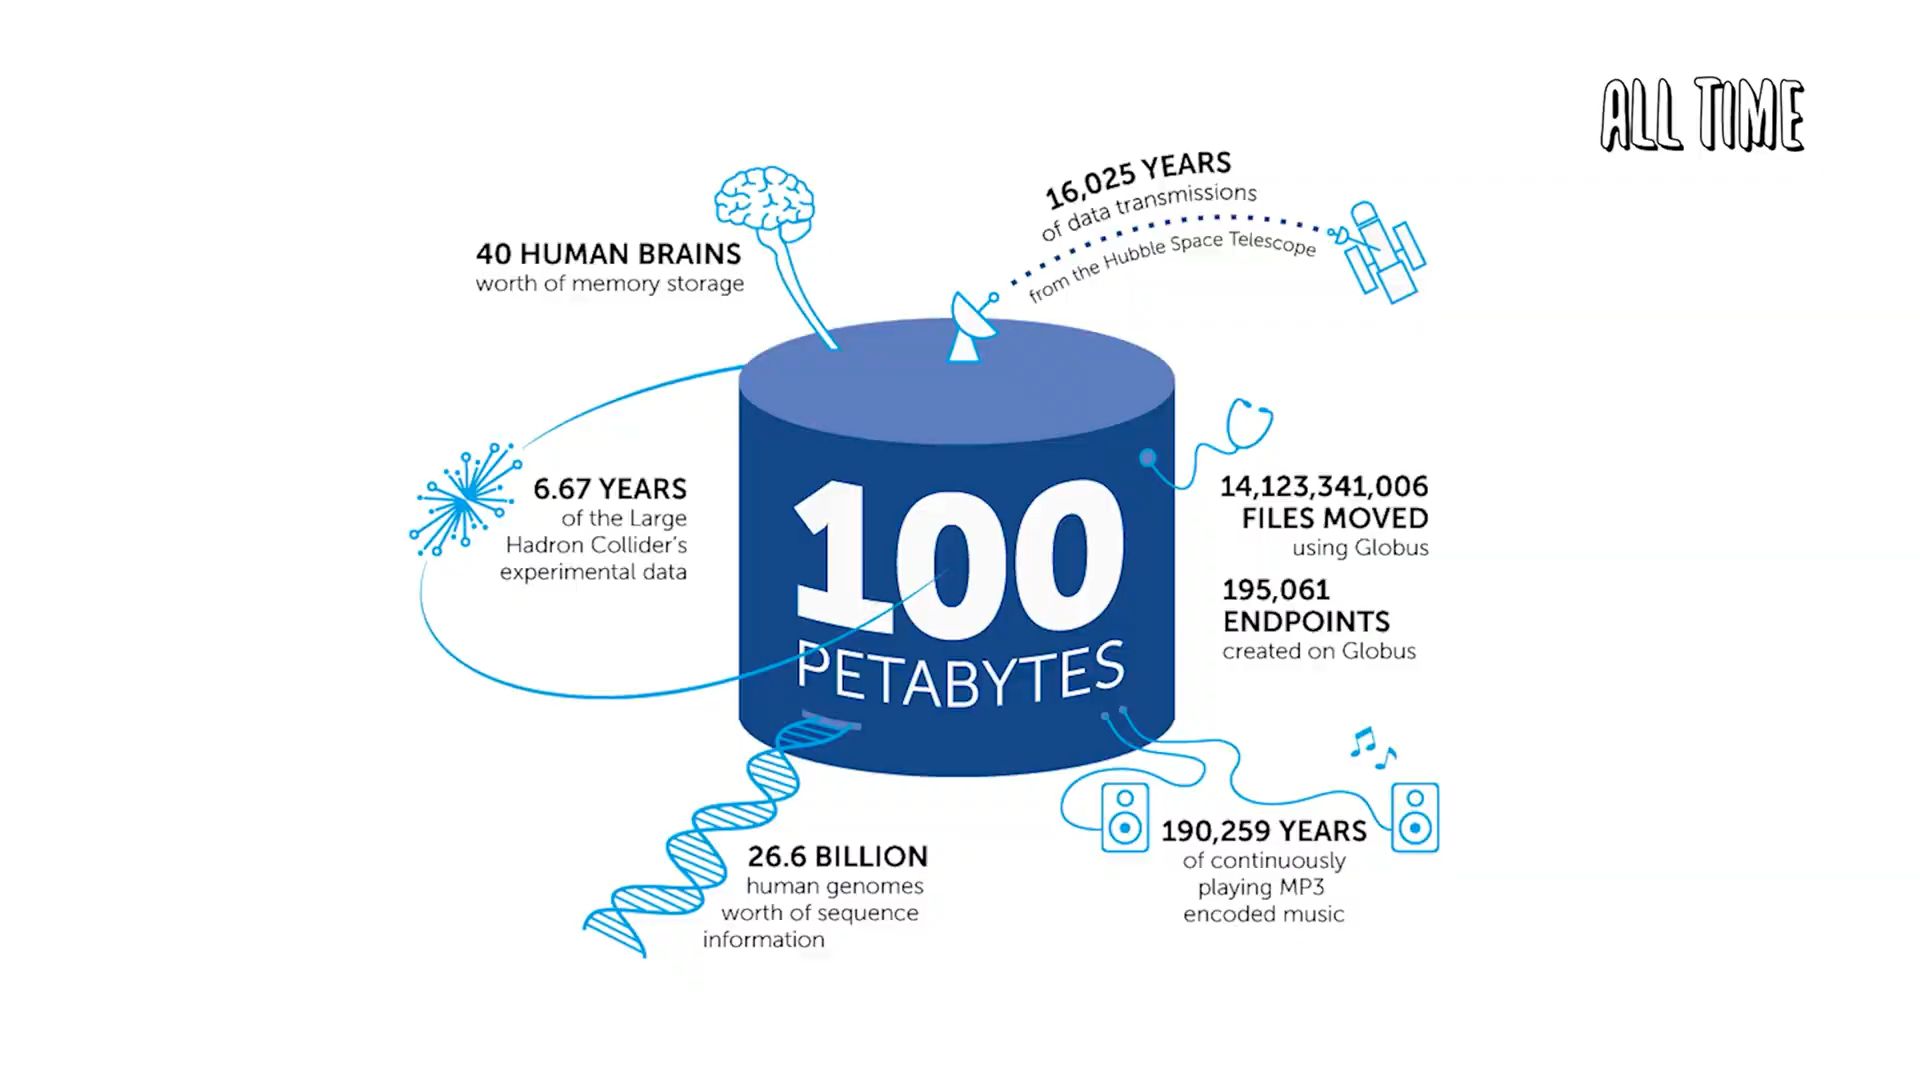 ALL TIME
16,025 YEARS
of data transmissions
from the Hubble Space Telescope
40 HUMAN BRAINS
worth of memory storage
6.67 YEARS
of the Large
Hadron Collider's
experimental data
100
PETABYTES
14,123,341,006
FILES MOVED
using Globus
195,061
ENDPOINTS
created on Globus
26.6 BILLION
human genomes
worth of sequence
information
190,259 YEARS
of continuously
playing MP3
encoded music